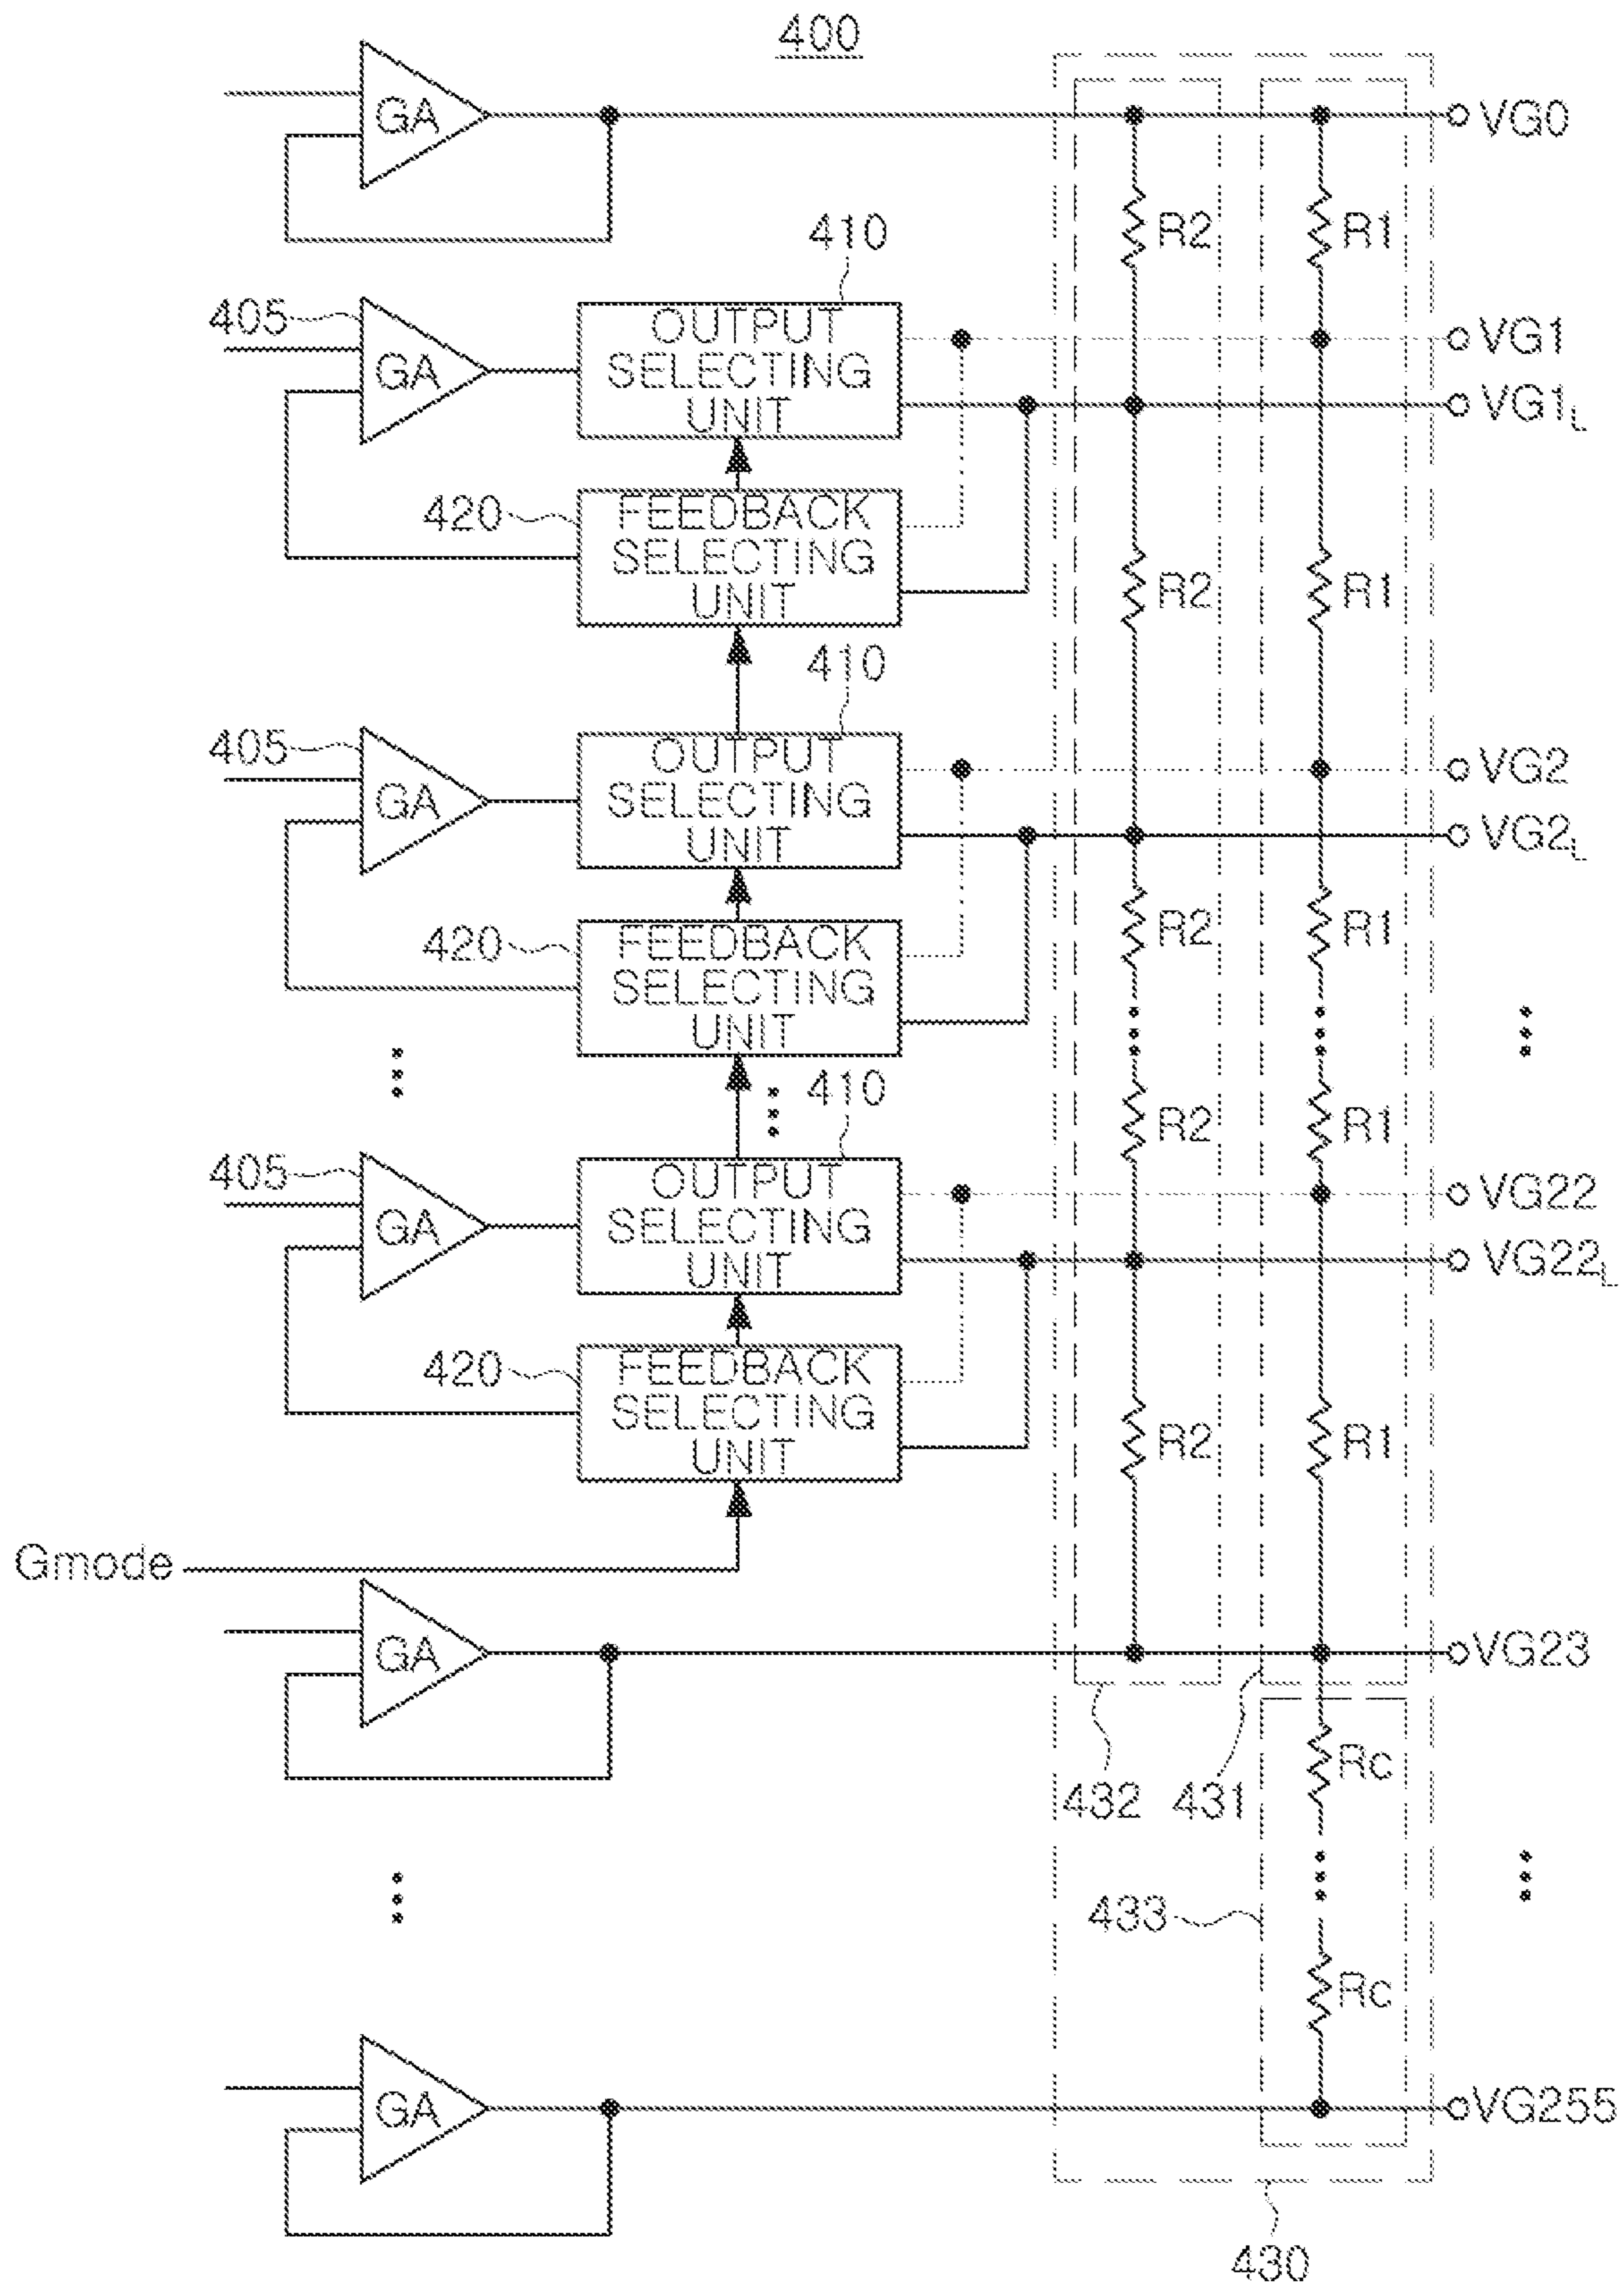 400
GA
VG0
R2
R1
410
405
GA
OUTPUT
SELECTING
UNIT
VG1
VG1L
420
FEEDBACK
SELECTING
UNIT
R2
R1
410
405
GA
OUTPUT
SELECTING
UNIT
VG2
VG2L
420
FEEDBACK
SELECTING
UNIT
R2
R1
410
R2
R1
405
GA
OUTPUT
SELECTING
UNIT
VG22
VG22L
420
FEEDBACK
SELECTING
UNIT
R2
R1
Gmode
GA
VG23
432
431
Rc
433
Rc
GA
VG255
430